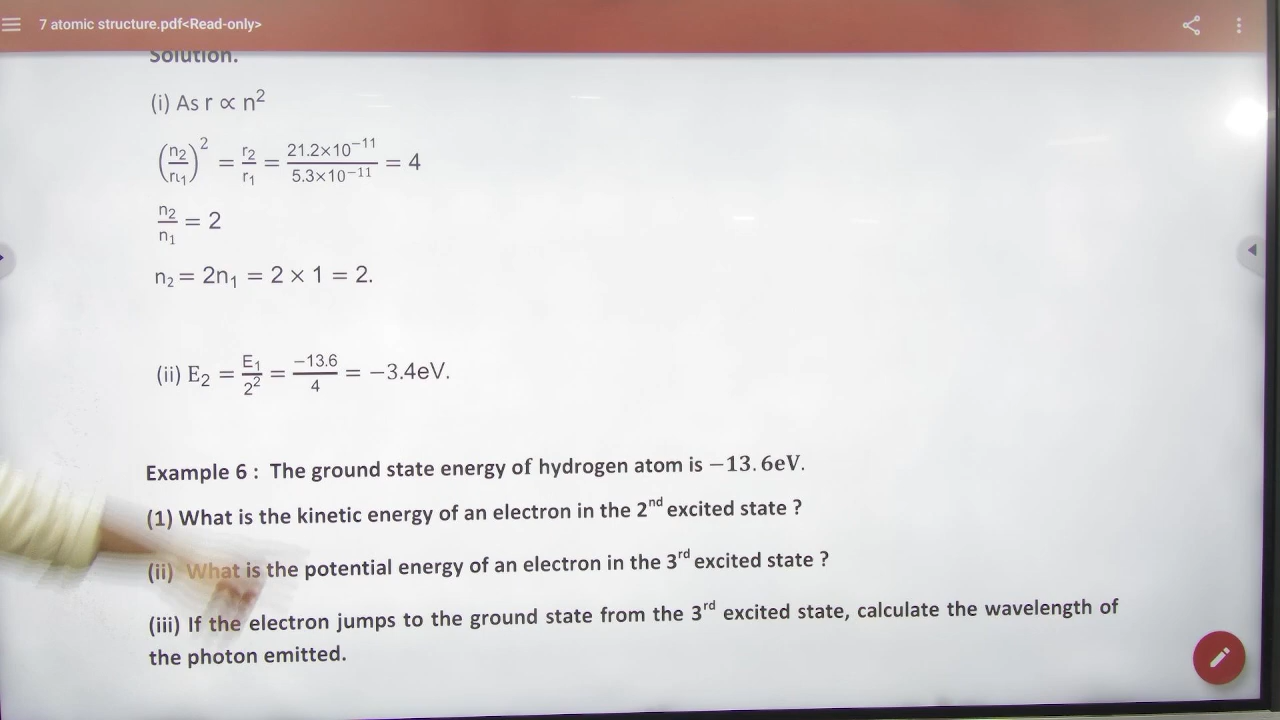 7 atomic structure.pdf<Read-only>
Solution.
(i) As r ∝ n²
(n₂/n₁)² = r₂/r₁ = 21.2×10⁻¹¹/5.3×10⁻¹¹ = 4
n₂/n₁ = 2
n₂ = 2n₁ = 2 × 1 = 2.
(ii) E₂ = E₁/2² = −13.6/4 = −3.4eV.
Example 6 : The ground state energy of hydrogen atom is −13.6eV.
(1) What is the kinetic energy of an electron in the 2nd excited state ?
(ii) What is the potential energy of an electron in the 3rd excited state ?
(iii) If the electron jumps to the ground state from the 3rd excited state, calculate the wavelength of
the photon emitted.